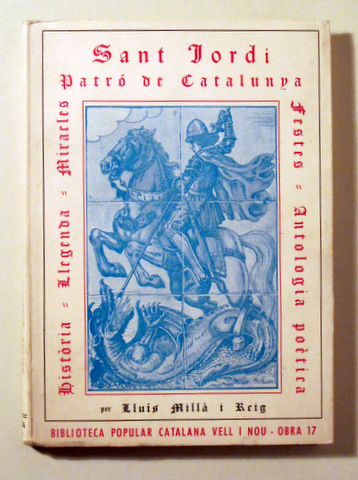 Sant Jordi
Patró de Catalunya
Història = Llegenda = Miracles
Festes = Antologia poètica
per Lluis Millà i Reig
BIBLIOTECA POPULAR CATALANA VELL I NOU - OBRA 17